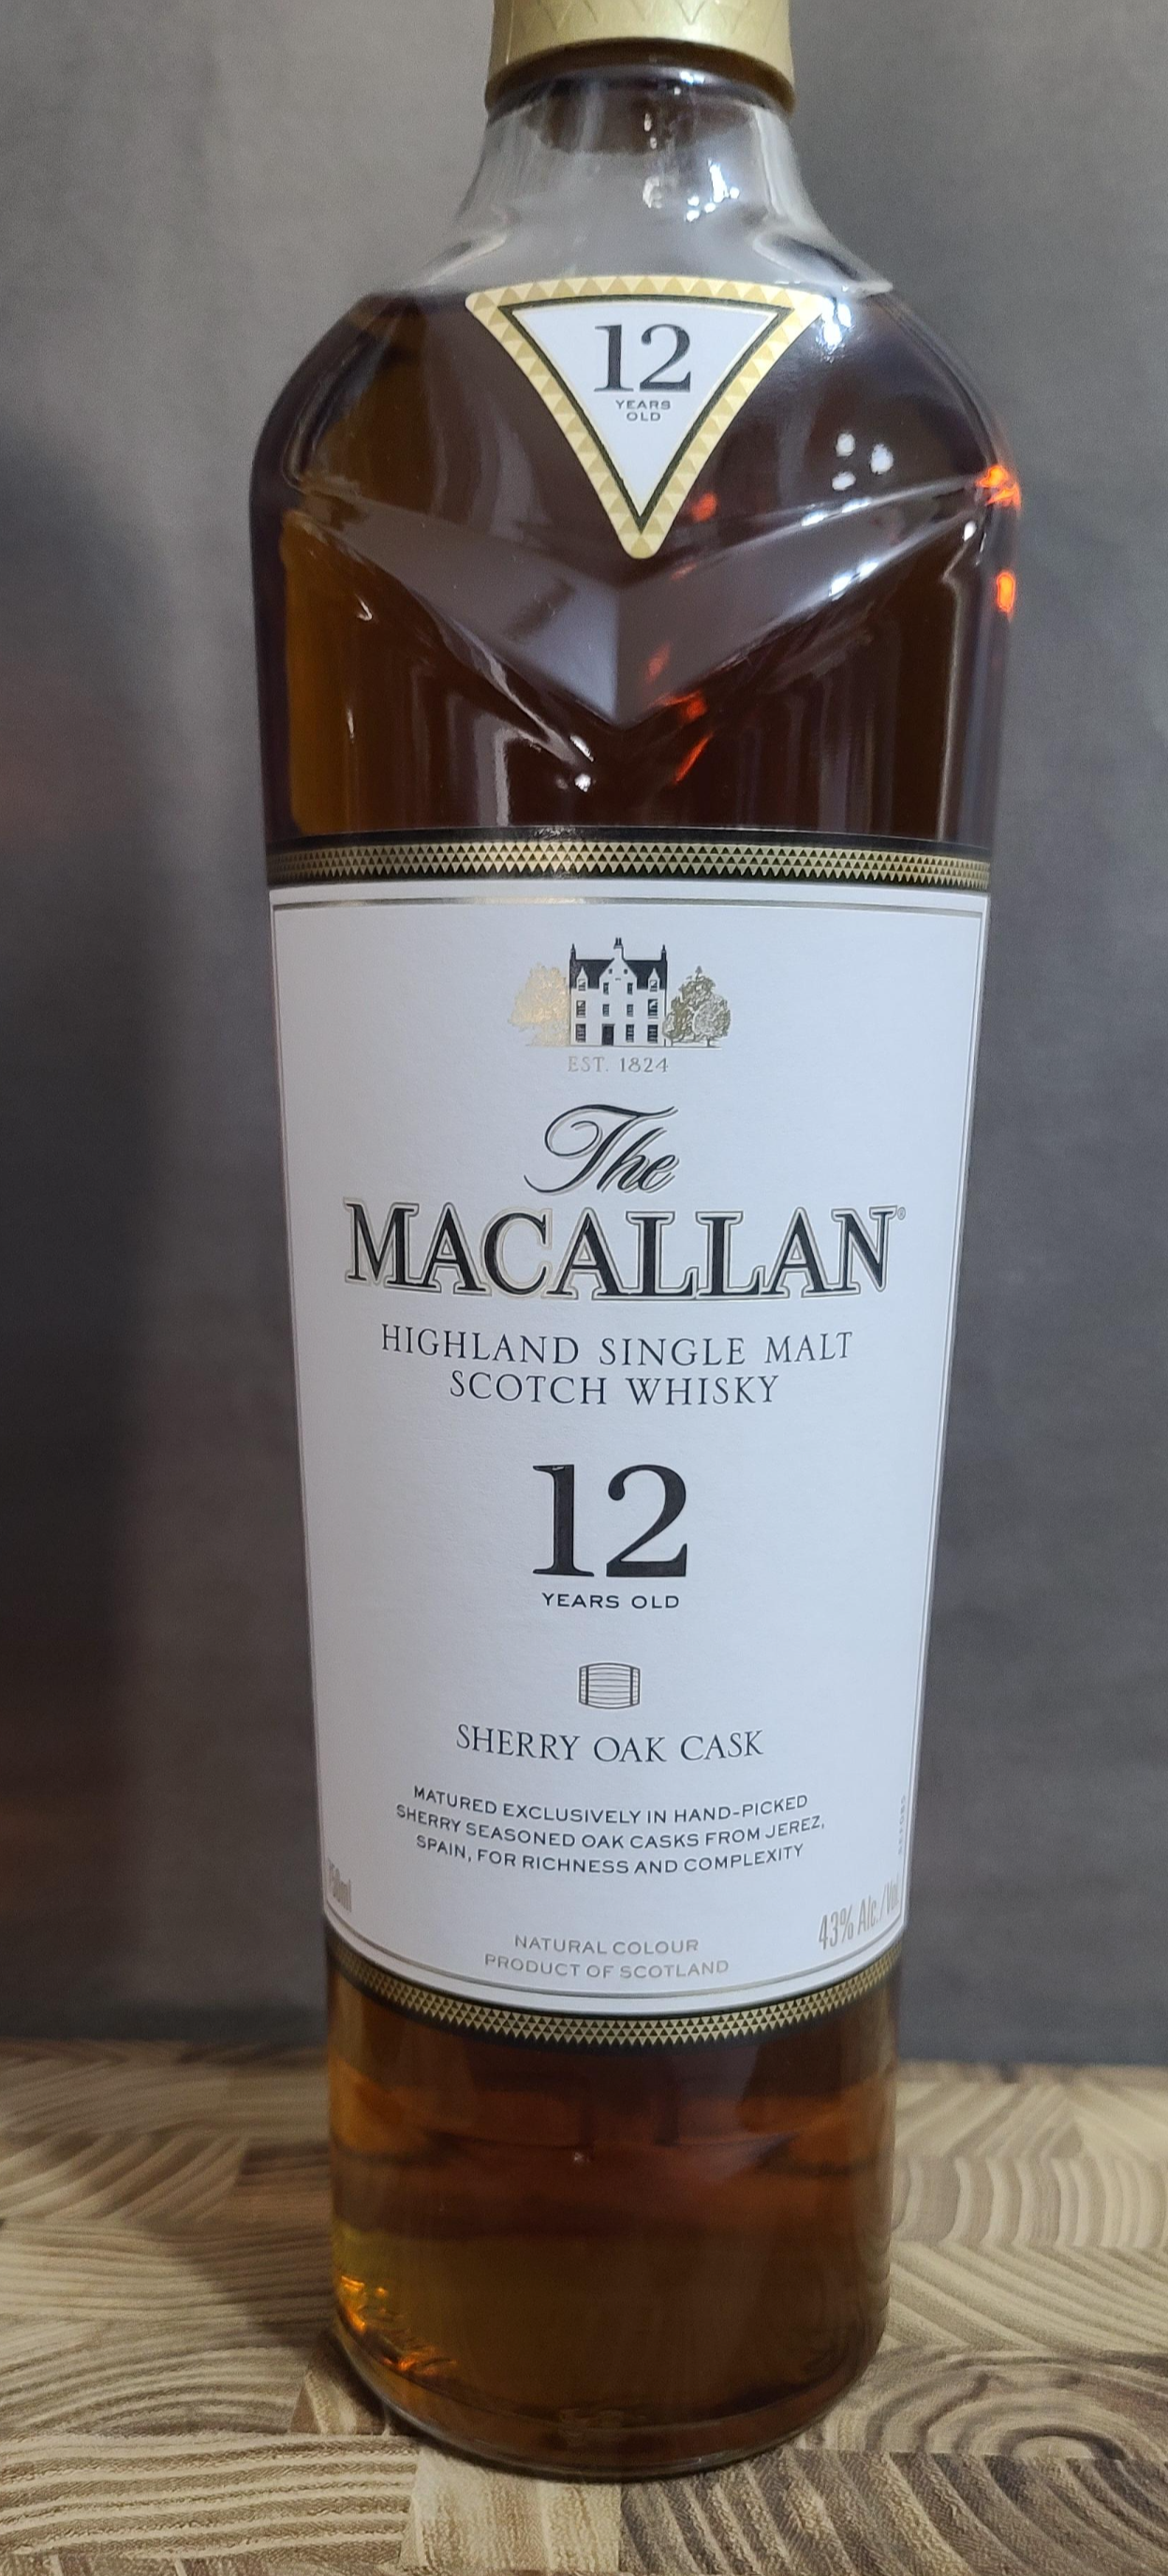 12
YEARS
OLD
EST. 1824
The
MACALLAN®
HIGHLAND SINGLE MALT
SCOTCH WHISKY
12
YEARS OLD
SHERRY OAK CASK
MATURED EXCLUSIVELY IN HAND-PICKED
SHERRY SEASONED OAK CASKS FROM JEREZ,
SPAIN, FOR RICHNESS AND COMPLEXITY
750ml
43% Alc./Vol.
NATURAL COLOUR
PRODUCT OF SCOTLAND